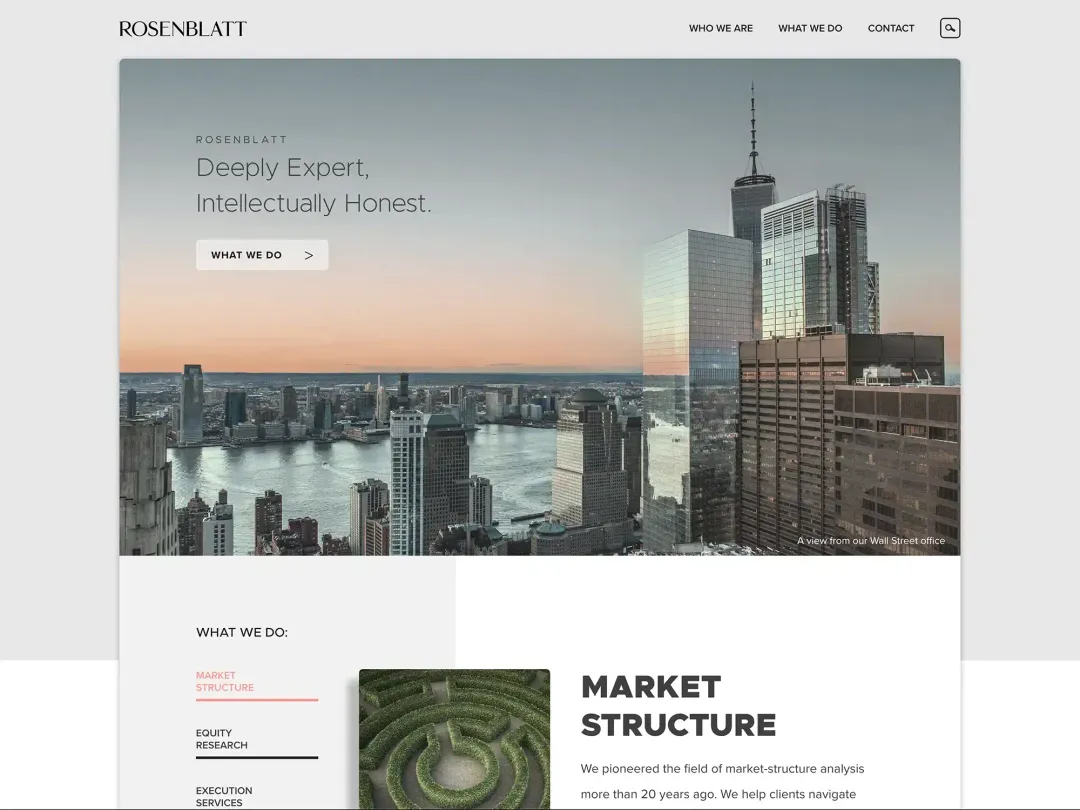 ROSENBLATT
WHO WE ARE
WHAT WE DO
CONTACT
ROSENBLATT
Deeply Expert,
Intellectually Honest.
WHAT WE DO >
A view from our Wall Street office
WHAT WE DO:
MARKET
STRUCTURE
EQUITY
RESEARCH
EXECUTION
SERVICES
MARKET
STRUCTURE
We pioneered the field of market-structure analysis
more than 20 years ago. We help clients navigate